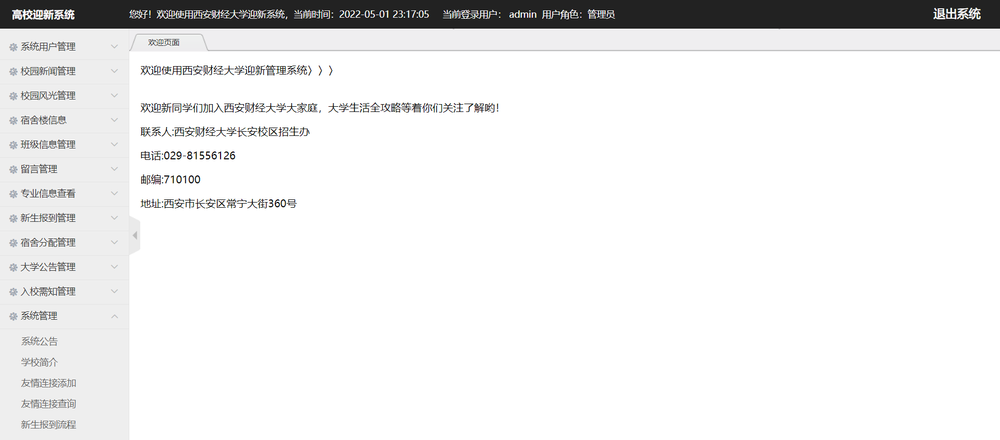 高校迎新系统
您好！欢迎使用西安财经大学迎新系统，当前时间：2022-05-01 23:17:05 当前登录用户： admin 用户角色：管理员
退出系统
系统用户管理
校园新闻管理
校园风光管理
宿舍楼信息
班级信息管理
留言管理
专业信息查看
新生报到管理
宿舍分配管理
大学公告管理
入校需知管理
系统管理
系统公告
学校简介
友情连接添加
友情连接查询
新生报到流程
欢迎页面
欢迎使用西安财经大学迎新管理系统》》》
欢迎新同学们加入西安财经大学大家庭，大学生活全攻略等着你们关注了解哟！
联系人:西安财经大学长安校区招生办
电话:029-81556126
邮编:710100
地址:西安市长安区常宁大街360号